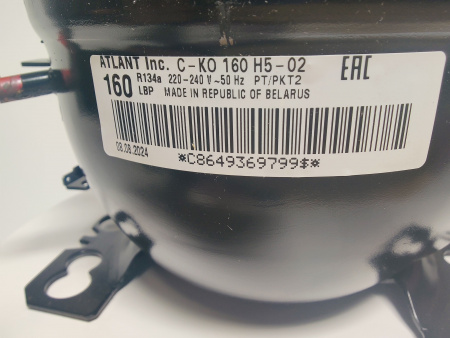 ATLANT Inc. C-KO 160 H5-02 EAC
160 R134a 220-240 V ~50 Hz PT/PKT2
LBP MADE IN REPUBLIC OF BELARUS
08.08.2024
*C8649369799$*